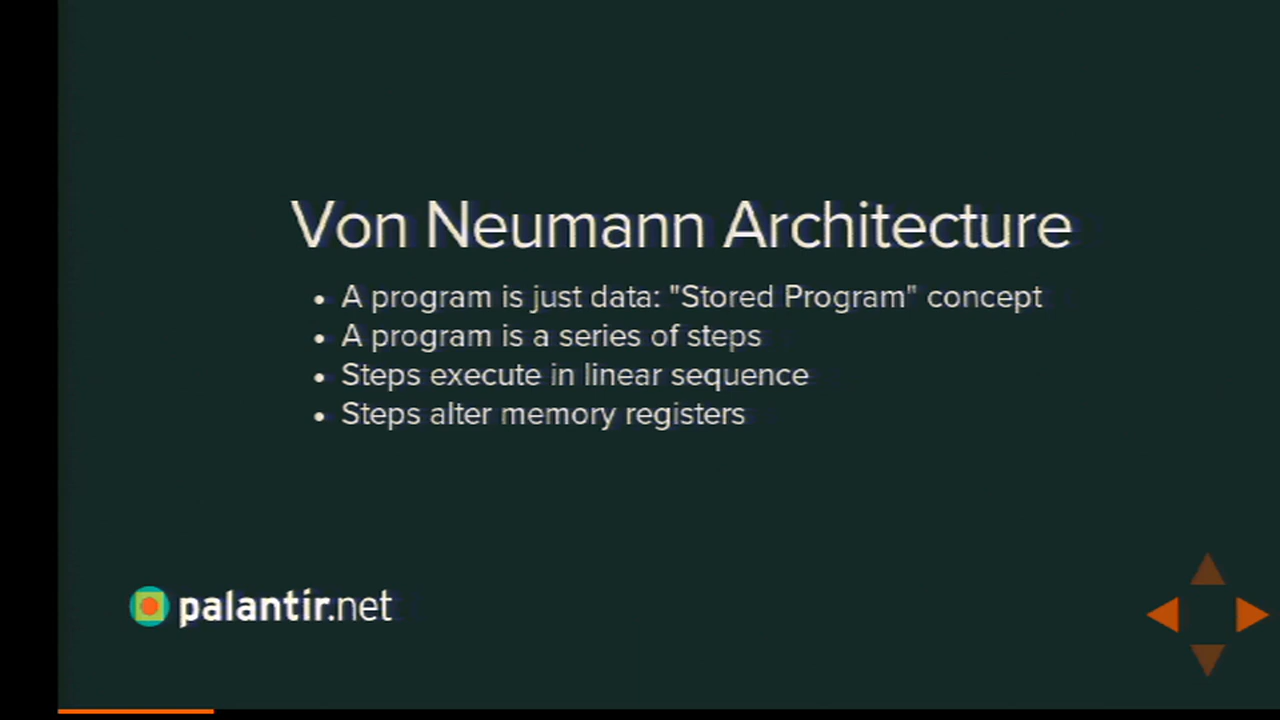 Von Neumann Architecture
• A program is just data: "Stored Program" concept
• A program is a series of steps
• Steps execute in linear sequence
• Steps alter memory registers
palantir.net